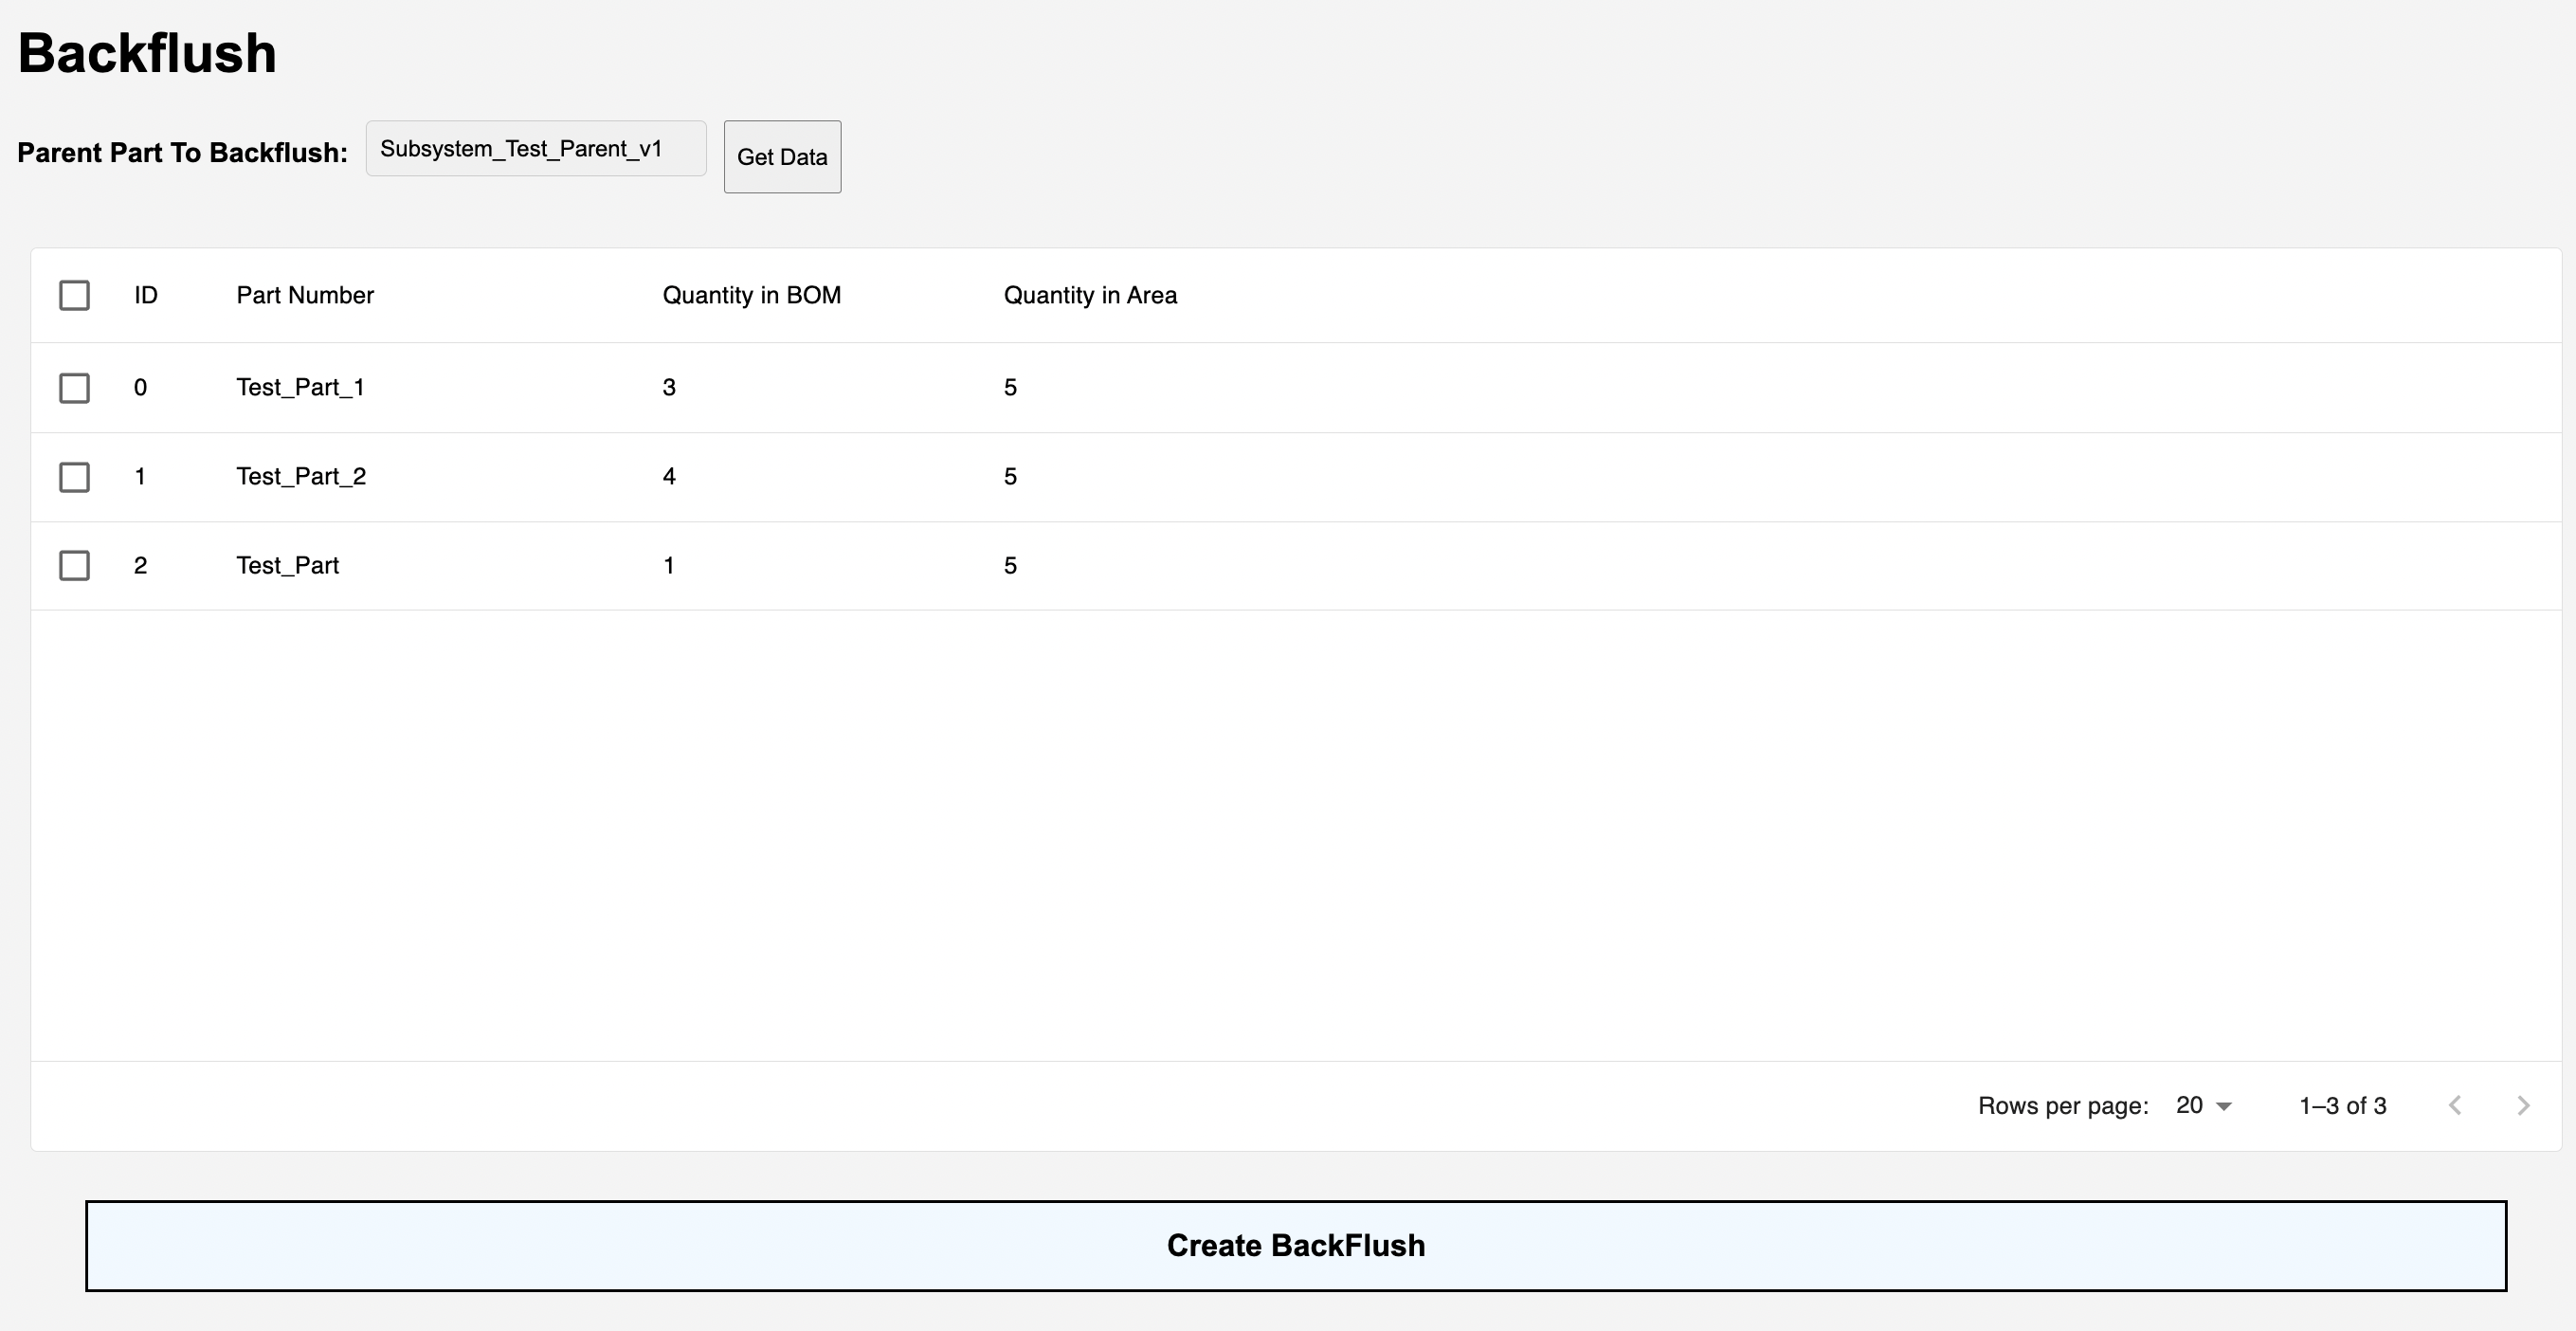 Backflush
Parent Part To Backflush: Subsystem_Test_Parent_v1 Get Data
ID Part Number Quantity in BOM Quantity in Area
0 Test_Part_1 3 5
1 Test_Part_2 4 5
2 Test_Part 1 5
Rows per page: 20 1–3 of 3
Create BackFlush